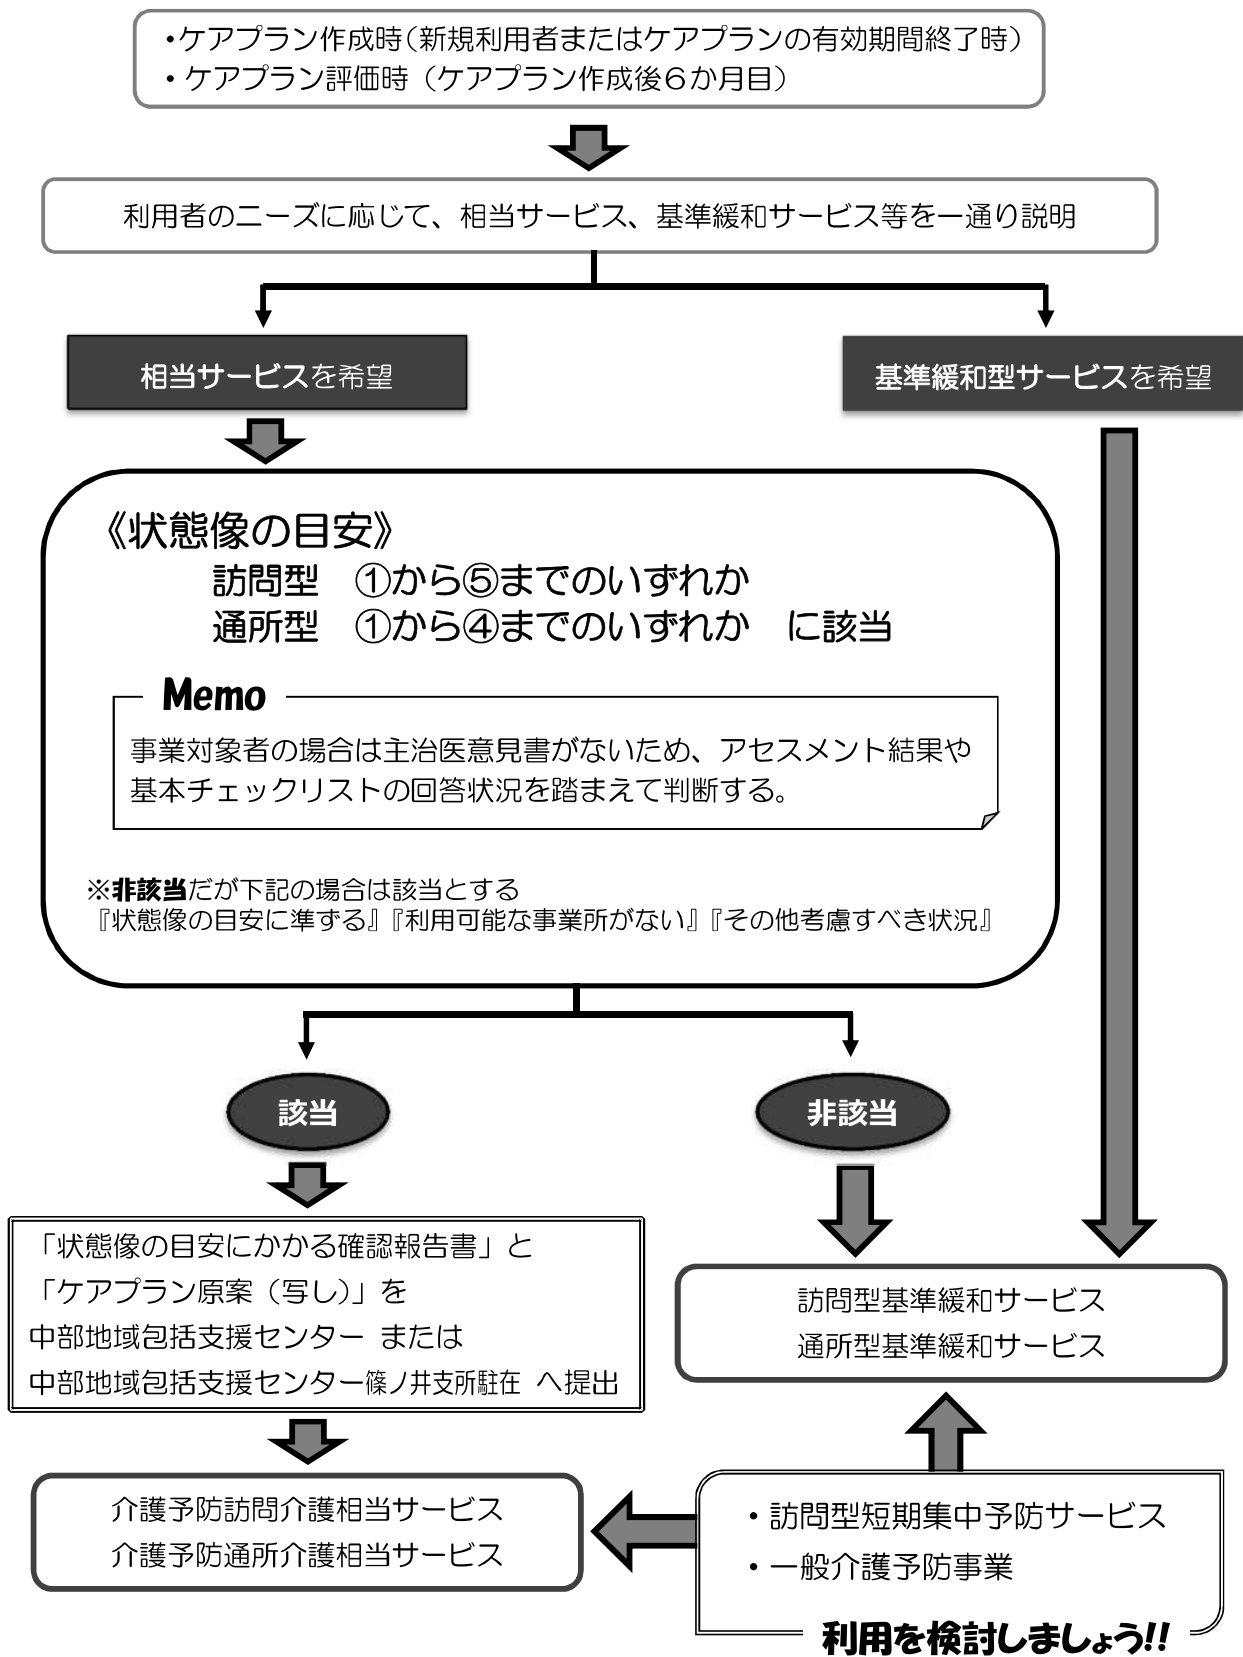 ・ケアプラン作成時（新規利用者またはケアプランの有効期間終了時）
・ケアプラン評価時（ケアプラン作成後６か月目）
利用者のニーズに応じて、相当サービス、基準緩和サービス等を一通り説明
相当サービスを希望
基準緩和型サービスを希望
《状態像の目安》
訪問型　①から⑤までのいずれか
通所型　①から④までのいずれか　に該当
Memo
事業対象者の場合は主治医意見書がないため、アセスメント結果や
基本チェックリストの回答状況を踏まえて判断する。
※非該当だが下記の場合は該当とする
『状態像の目安に準ずる』『利用可能な事業所がない』『その他考慮すべき状況』
該当
非該当
「状態像の目安にかかる確認報告書」と
「ケアプラン原案（写し）」を
中部地域包括支援センター または
中部地域包括支援センター篠ノ井支所駐在 へ提出
訪問型基準緩和サービス
通所型基準緩和サービス
介護予防訪問介護相当サービス
介護予防通所介護相当サービス
・訪問型短期集中予防サービス
・一般介護予防事業
利用を検討しましょう!!